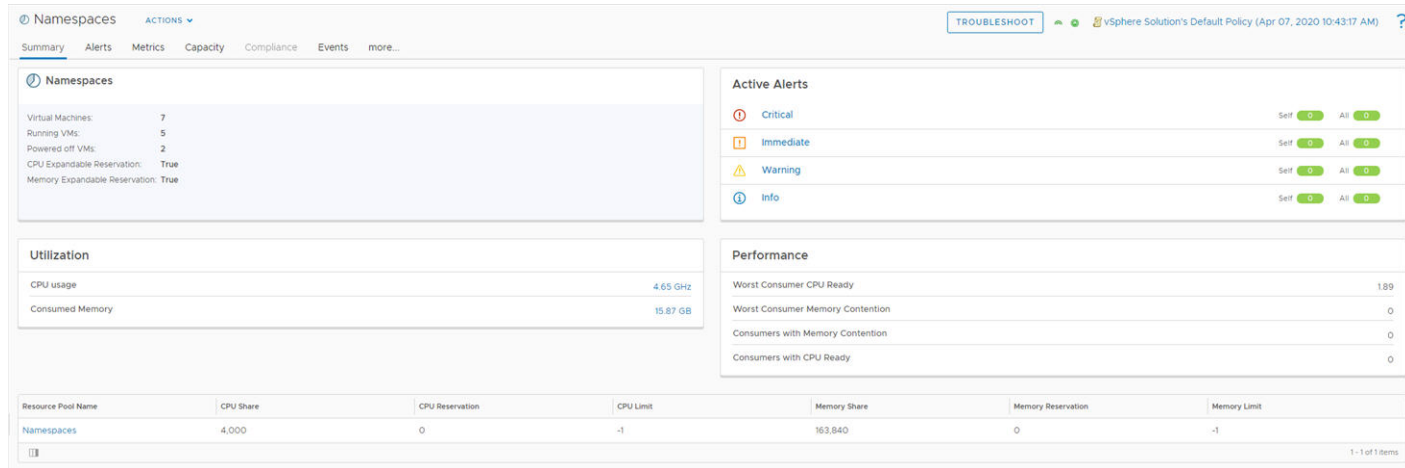 Namespaces ACTIONS
TROUBLESHOOT vSphere Solution's Default Policy (Apr 07, 2020 10:43:17 AM) ?
Summary Alerts Metrics Capacity Compliance Events more...
Namespaces
Virtual Machines: 7
Running VMs: 5
Powered off VMs: 2
CPU Expandable Reservation: True
Memory Expandable Reservation: True
Active Alerts
Critical Self 0 All 0
Immediate Self 0 All 0
Warning Self 0 All 0
Info Self 0 All 0
Utilization
CPU usage 4.65 GHz
Consumed Memory 15.87 GB
Performance
Worst Consumer CPU Ready 1.89
Worst Consumer Memory Contention 0
Consumers with Memory Contention 0
Consumers with CPU Ready 0
Resource Pool Name CPU Share CPU Reservation CPU Limit Memory Share Memory Reservation Memory Limit
Namespaces 4,000 0 -1 163,840 0 -1
1 - 1 of 1 items